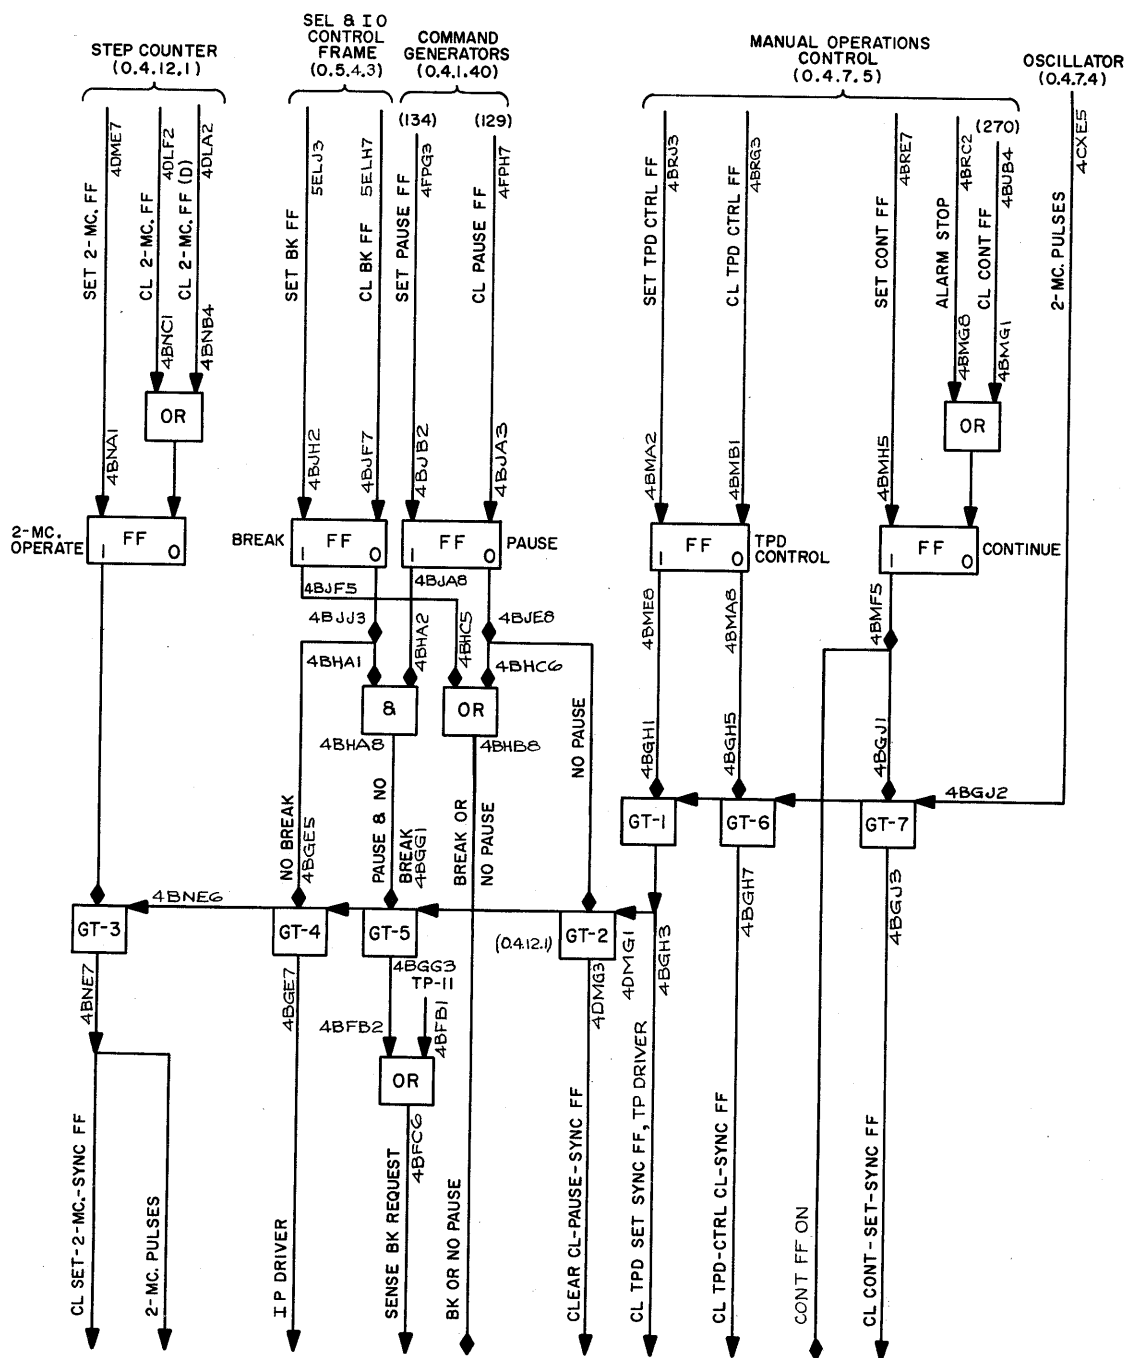 STEP COUNTER
(0.4.12.1)
SEL & IO
CONTROL
FRAME
(0.5.4.3)
COMMAND
GENERATORS
(0.4.1.40)
MANUAL OPERATIONS
CONTROL
(0.4.7.5)
OSCILLATOR
(0.4.7.4)
(134)
(129)
(270)
SET 2-MC. FF
4DME7
CL 2-MC. FF
4DLF2
CL 2-MC. FF (D)
4DLA2
SET BK FF
5ELJ3
CL BK FF
5ELH7
SET PAUSE FF
4FPG3
CL PAUSE FF
4FPH7
SET TPD CTRL FF
4BRJ3
CL TPD CTRL FF
4BRG3
SET CONT FF
4BRE7
ALARM STOP
4BRC2
CL CONT FF
4BUB4
2-MC. PULSES
4CXE5
4BNC1
4BNB4
4BMG8
4BMG1
OR
OR
4BNA1
4BJH2
4BJF7
4BJB2
4BJA3
4BMA2
4BMB1
4BMH5
2-MC.
OPERATE
1 FF 0
BREAK
1 FF 0
1 FF 0
PAUSE
1 FF 0
TPD
CONTROL
1 FF 0
CONTINUE
4BJF5
4BJA8
4BJJ3
4BHA2
4BHC5
4BJE8
4BME8
4BMA8
4BMF5
4BHA1
4BHC6
&
OR
4BHA8
4BHB8
NO PAUSE
4BGH1
4BGH5
4BGJ1
4BGJ2
GT-1
GT-6
GT-7
NO BREAK
4BGE5
PAUSE & NO
BREAK
4BGG1
BREAK OR
NO PAUSE
4BNE6
GT-3
GT-4
GT-5
(0.4.12.1)
GT-2
4BNE7
4BGE7
4BGG3
TP-11
4BFB2
4BFB1
4DMG3
4DMG1
4BGH3
4BGH7
4BGJ3
OR
4BFC6
CL SET-2-MC.-SYNC FF
2-MC. PULSES
IP DRIVER
SENSE BK REQUEST
BK OR NO PAUSE
CLEAR CL-PAUSE-SYNC FF
CL TPD SET SYNC FF, TP DRIVER
CL TPD-CTRL CL-SYNC FF
CONT FF ON
CL CONT-SET-SYNC FF